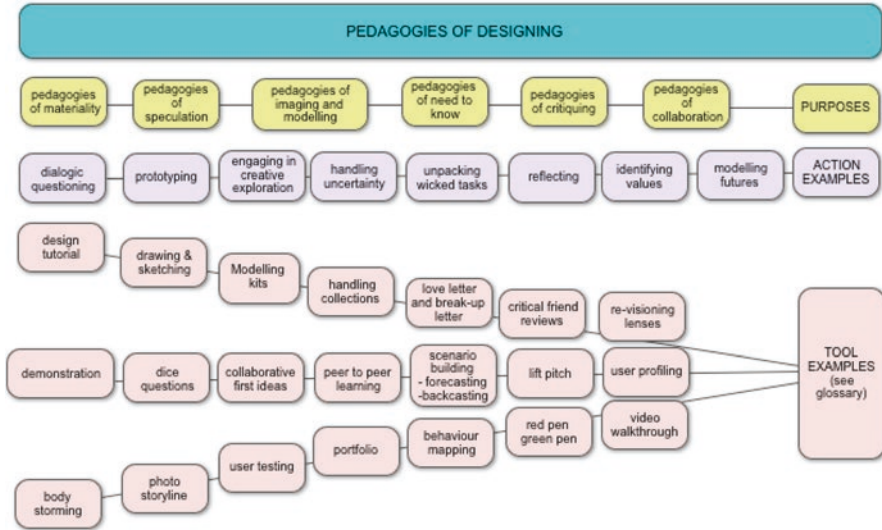 PEDAGOGIES OF DESIGNING
pedagogies
of materiality
pedagogies
of
speculation
pedagogies of
imaging and
modelling
pedagogies
of need to
know
pedagogies
of critiquing
pedagogies
of
collaboration
PURPOSES
dialogic
questioning
prototyping
engaging in
creative
exploration
handling
uncertainty
unpacking
wicked tasks
reflecting
identifying
values
modelling
futures
ACTION
EXAMPLES
design
tutorial
drawing &
sketching
Modelling
kits
handling
collections
love letter
and break-up
letter
critical friend
reviews
re-visioning
lenses
demonstration
dice
questions
collaborative
first ideas
peer to peer
learning
scenario
building
- forecasting
-backcasting
lift pitch
user profiling
TOOL
EXAMPLES
(see
glossary)
body
storming
photo
storyline
user testing
portfolio
behaviour
mapping
red pen
green pen
video
walkthrough